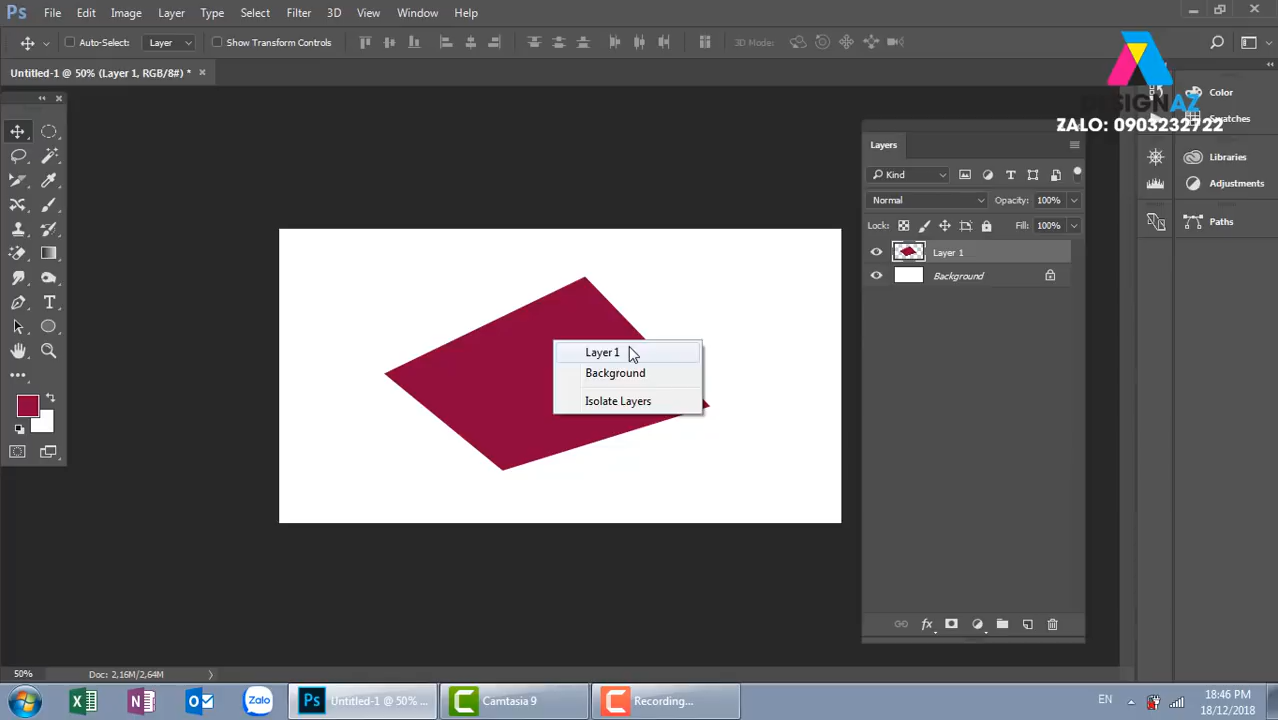 Ps File Edit Image Layer Type Select Filter 3D View Window Help
Auto-Select: Layer Show Transform Controls 3D Mode:
Untitled-1 @ 50% (Layer 1, RGB/8#) *
DESIGNAZ
ZALO: 0903232722
Color
Swatches
Libraries
Adjustments
Paths
Layers
Kind
Normal Opacity: 100%
Lock: Fill: 100%
Layer 1
Background
Layer 1
Background
Isolate Layers
50% Doc: 2,16M/2,64M
Zalo Ps Untitled-1 @ 50% ... Camtasia 9 Recording...
EN 18:46 PM
18/12/2018